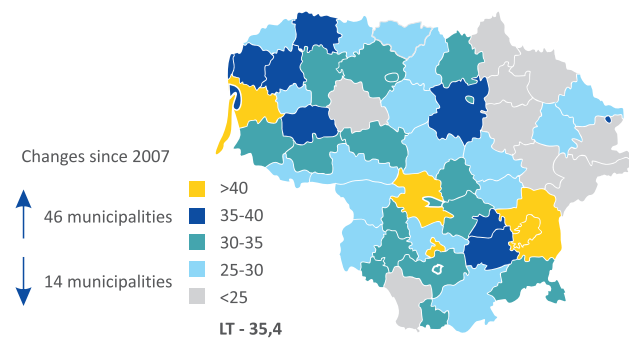 Changes since 2007
46 municipalities
14 municipalities
>40
35-40
30-35
25-30
<25
LT - 35,4